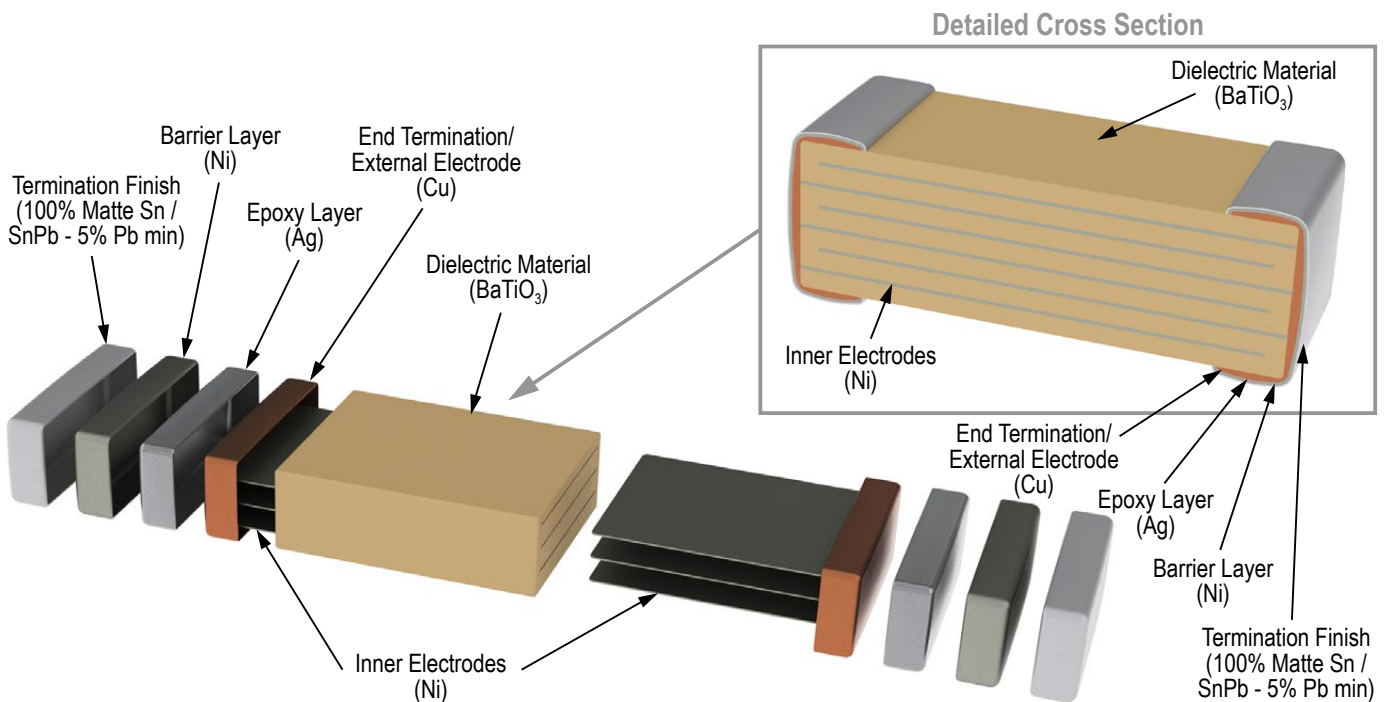 Detailed Cross Section
Dielectric Material
(BaTiO₃)
Inner Electrodes
(Ni)
End Termination/
External Electrode
(Cu)
Epoxy Layer
(Ag)
Barrier Layer
(Ni)
Termination Finish
(100% Matte Sn /
SnPb - 5% Pb min)
Termination Finish
(100% Matte Sn /
SnPb - 5% Pb min)
Barrier Layer
(Ni)
Epoxy Layer
(Ag)
End Termination/
External Electrode
(Cu)
Dielectric Material
(BaTiO₃)
Inner Electrodes
(Ni)